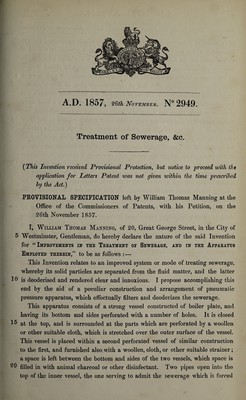 A.D. 1857, 26th NOVEMBER. Nº 2949.
Treatment of Sewerage, &c.
(This Invention received Provisional Protection, but notice to proceed with the
application for Letters Patent was not given within the time prescribed
by the Act.)
PROVISIONAL SPECIFICATION left by William Thomas Manning at the
Office of the Commissioners of Patents, with his Petition, on the
26th November 1857.
I, WILLIAM THOMAS MANNING, of 20, Great George Street, in the City of
5 Westminster, Gentleman, do hereby declare the nature of the said Invention
for "IMPROVEMENTS IN THE TREATMENT OF SEWERAGE, AND IN THE APPARATUS
EMPLOYED THEREIN," to be as follows:—
This Invention relates to an improved system or mode of treating sewerage,
whereby its solid particles are separated from the fluid matter, and the latter
10 is deodorised and rendered clear and innoxious. I propose accomplishing this
end by the aid of a peculiar construction and arrangement of pneumatic
pressure apparatus, which effectually filters and deodorises the sewerage.
This apparatus consists of a strong vessel constructed of boiler plate, and
having its bottom and sides perforated with a number of holes. It is closed
15 at the top, and is surrounded at the parts which are perforated by a woollen
or other suitable cloth, which is stretched over the outer surface of the vessel.
This vessel is placed within a second perforated vessel of similar construction
to the first, and furnished also with a woollen, cloth, or other suitable strainer;
a space is left between the bottom and sides of the two vessels, which space is
20 filled in with animal charcoal or other disinfectant. Two pipes open into the
top of the inner vessel, the one serving to admit the sewerage which is forced